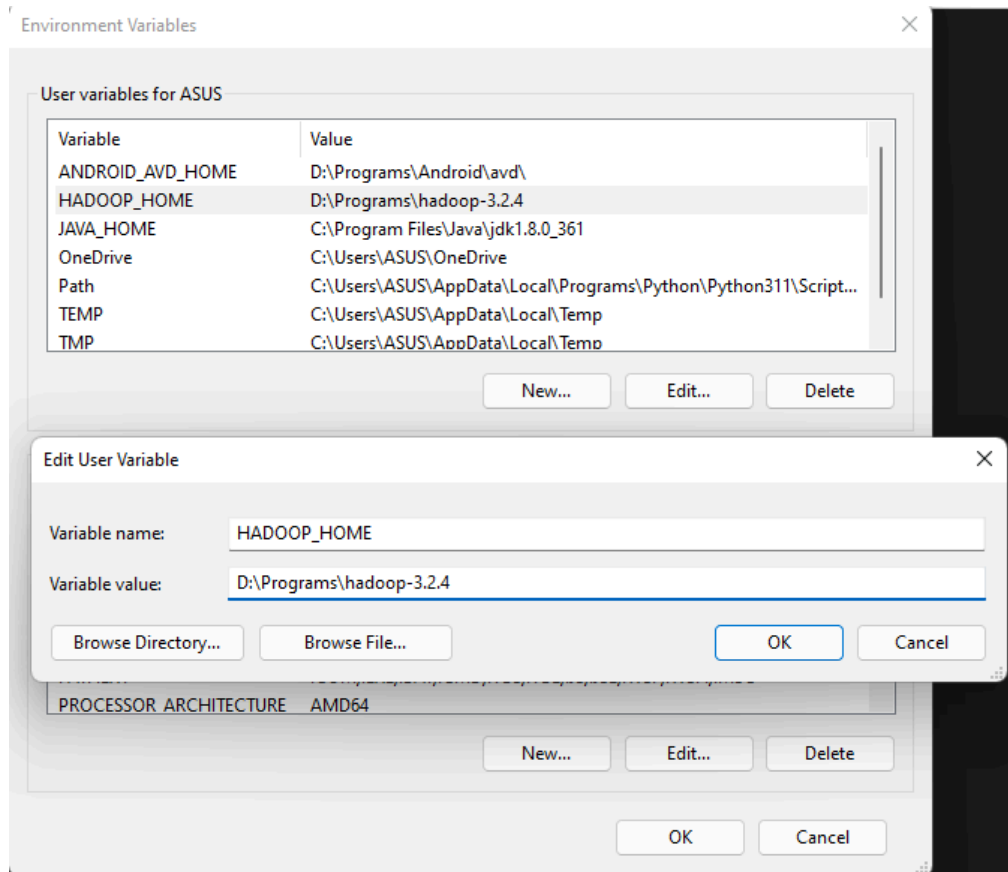 Environment Variables
User variables for ASUS
Variable Value
ANDROID_AVD_HOME D:\Programs\Android\avd\
HADOOP_HOME D:\Programs\hadoop-3.2.4
JAVA_HOME C:\Program Files\Java\jdk1.8.0_361
OneDrive C:\Users\ASUS\OneDrive
Path C:\Users\ASUS\AppData\Local\Programs\Python\Python311\Script...
TEMP C:\Users\ASUS\AppData\Local\Temp
TMP C:\Users\ASUS\AppData\Local\Temp
New... Edit... Delete
Edit User Variable
Variable name: HADOOP_HOME
Variable value: D:\Programs\hadoop-3.2.4
Browse Directory... Browse File... OK Cancel
PROCESSOR_ARCHITECTURE AMD64
New... Edit... Delete
OK Cancel